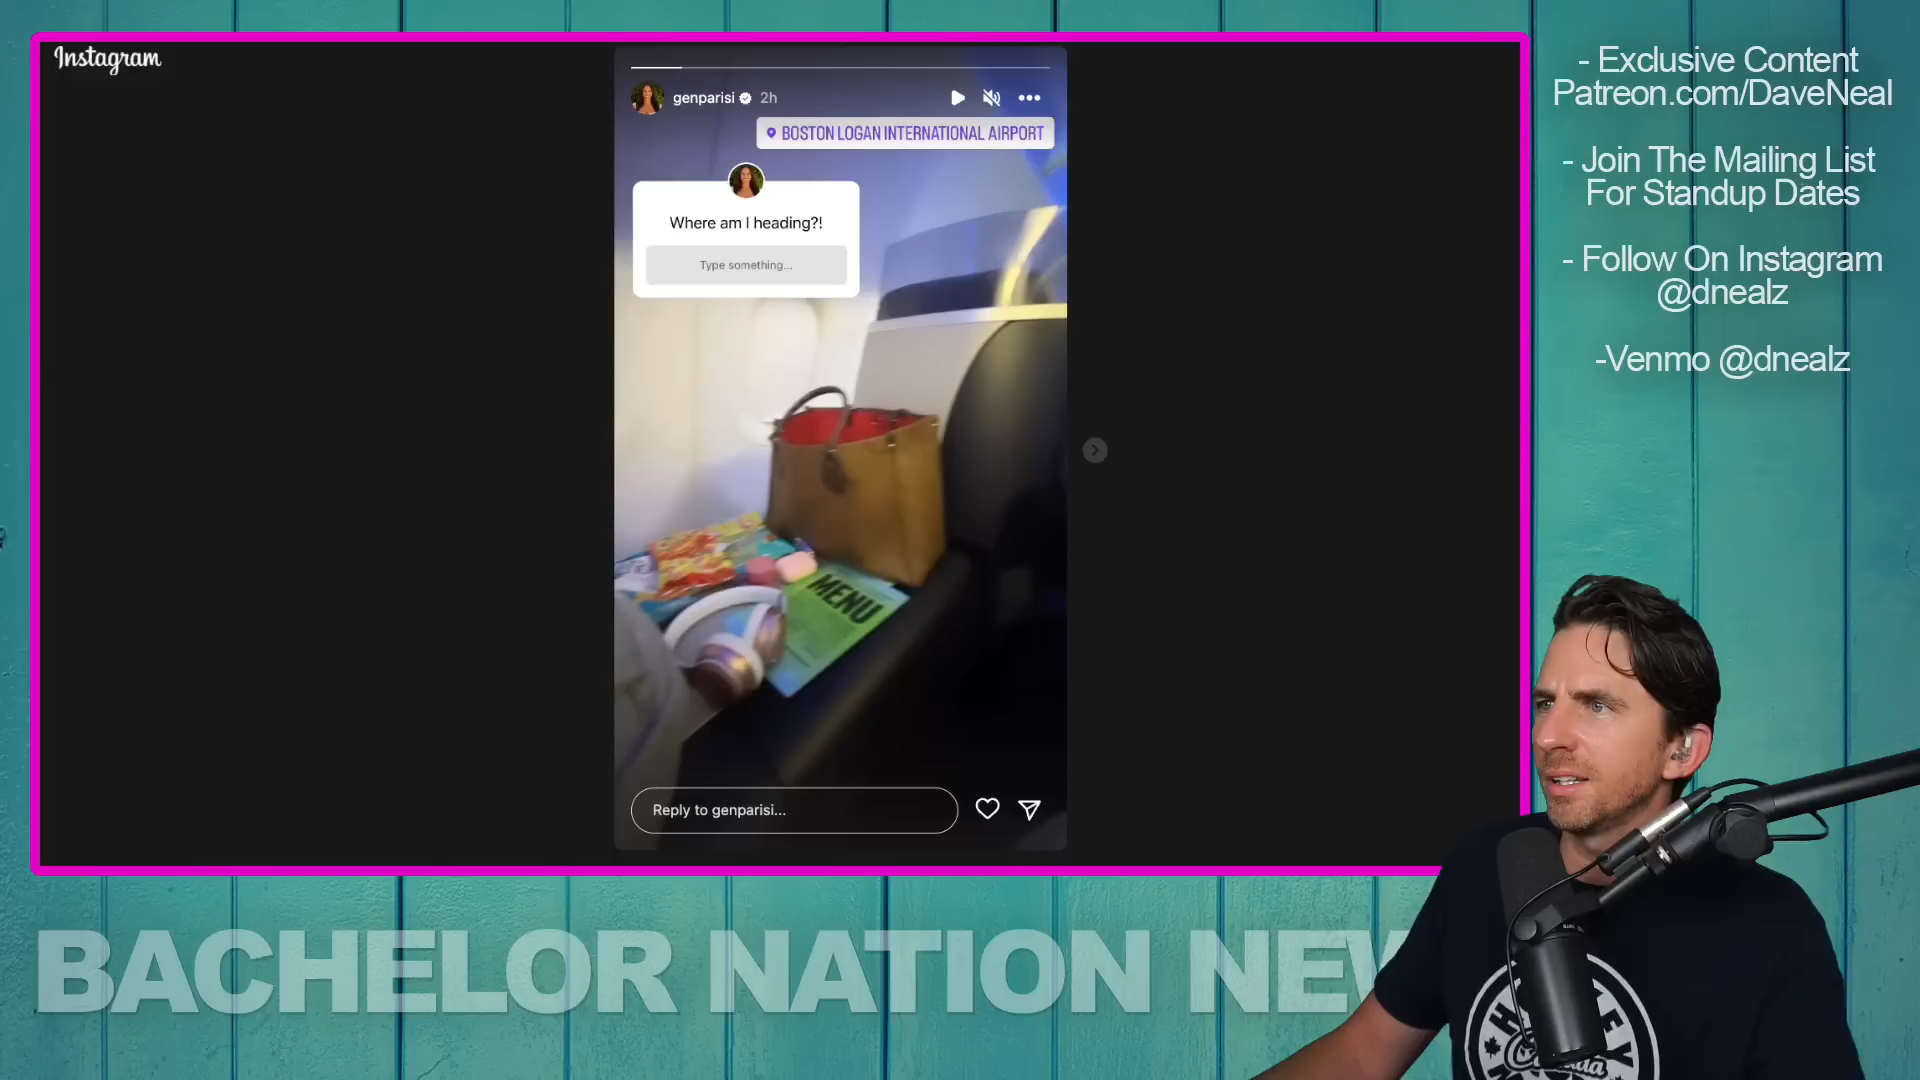 Instagram
genparisi 2h
BOSTON LOGAN INTERNATIONAL AIRPORT
Where am I heading?!
Type something...
MENU
Reply to genparisi...
- Exclusive Content
Patreon.com/DaveNeal
- Join The Mailing List
For Standup Dates
- Follow On Instagram
@dnealz
-Venmo @dnealz
BACHELOR NATION